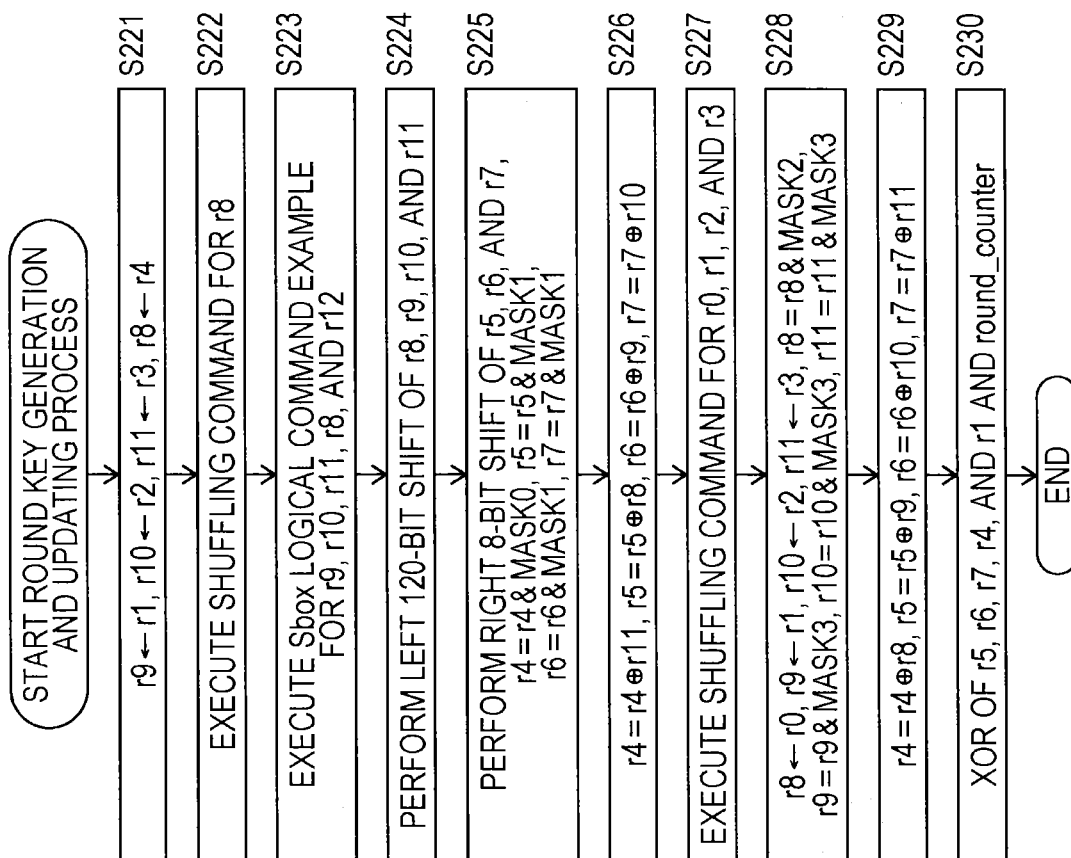 START ROUND KEY GENERATION
AND UPDATING PROCESS
r9 ← r1, r10 ← r2, r11 ← r3, r8 ← r4 S221
EXECUTE SHUFFLING COMMAND FOR r8 S222
EXECUTE Sbox LOGICAL COMMAND EXAMPLE S223
FOR r9, r10, r11, r8, AND r12
PERFORM LEFT 120-BIT SHIFT OF r8, r9, r10, AND r11 S224
PERFORM RIGHT 8-BIT SHIFT OF r5, r6, AND r7, S225
r4 = r4 & MASK0, r5 = r5 & MASK1,
r6 = r6 & MASK1, r7 = r7 & MASK1
r4 = r4 ⊕ r11, r5 = r5 ⊕ r8, r6 = r6 ⊕ r9, r7 = r7 ⊕ r10 S226
EXECUTE SHUFFLING COMMAND FOR r0, r1, r2, AND r3 S227
r8 ← r0, r9 ← r1, r10 ← r2, r11 ← r3, r8 = r8 & MASK2, S228
r9 = r9 & MASK3, r10 = r10 & MASK3, r11 = r11 & MASK3
r4 = r4 ⊕ r8, r5 = r5 ⊕ r9, r6 = r6 ⊕ r10, r7 = r7 ⊕ r11 S229
XOR OF r5, r6, r7, r4, AND r1 AND round_counter S230
END